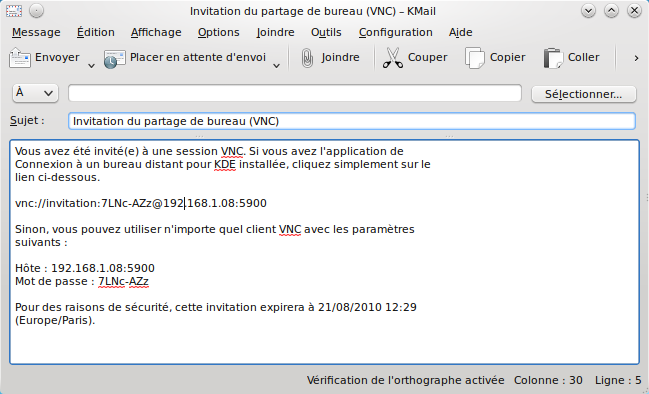 Invitation du partage de bureau (VNC) – KMail
Message Édition Affichage Options Joindre Outils Configuration Aide
Envoyer Placer en attente d'envoi Joindre Couper Copier Coller
À Sélectionner...
Sujet : Invitation du partage de bureau (VNC)
Vous avez été invité(e) à une session VNC. Si vous avez l'application de
Connexion à un bureau distant pour KDE installée, cliquez simplement sur le
lien ci-dessous.
vnc://invitation:7LNc-AZz@192.168.1.08:5900
Sinon, vous pouvez utiliser n'importe quel client VNC avec les paramètres
suivants :
Hôte : 192.168.1.08:5900
Mot de passe : 7LNc-AZz
Pour des raisons de sécurité, cette invitation expirera à 21/08/2010 12:29
(Europe/Paris).
Vérification de l'orthographe activée Colonne : 30 Ligne : 5